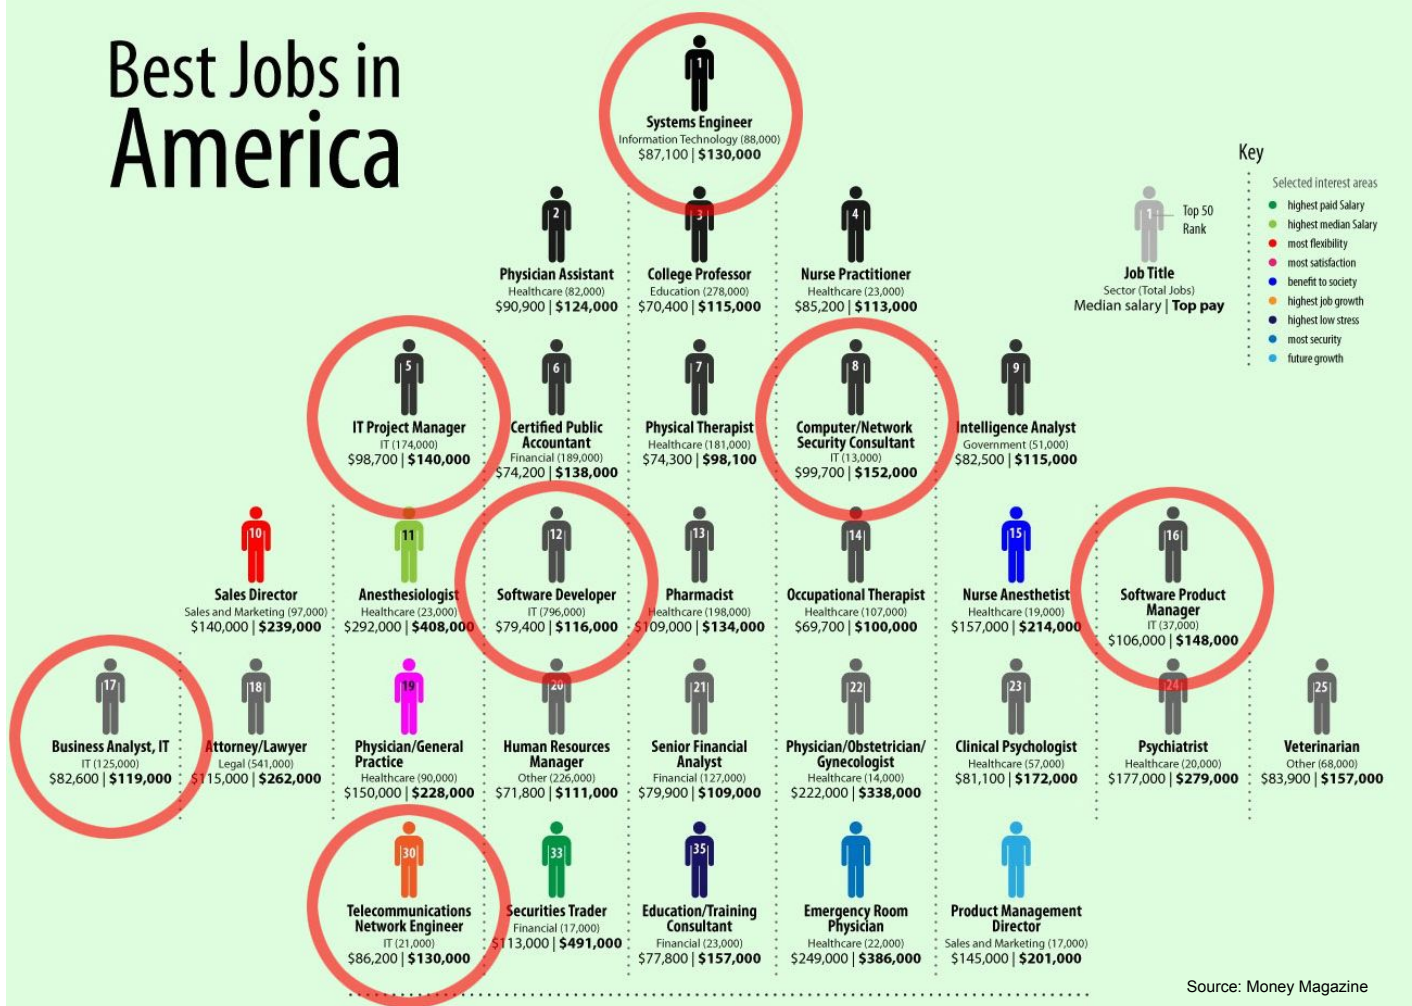 Best Jobs in
America
1
Systems Engineer
Information Technology (88,000)
$87,100 | $130,000
Key
Selected interest areas
highest paid Salary
highest median Salary
most flexibility
most satisfaction
benefit to society
highest job growth
highest low stress
most security
future growth
1
Top 50
Rank
Job Title
Sector (Total Jobs)
Median salary | Top pay
2
Physician Assistant
Healthcare (82,000)
$90,900 | $124,000
3
College Professor
Education (278,000)
$70,400 | $115,000
4
Nurse Practitioner
Healthcare (23,000)
$85,200 | $113,000
5
IT Project Manager
IT (174,000)
$98,700 | $140,000
6
Certified Public
Accountant
Financial (189,000)
$74,200 | $138,000
7
Physical Therapist
Healthcare (181,000)
$74,300 | $98,100
8
Computer/Network
Security Consultant
IT (13,000)
$99,700 | $152,000
9
Intelligence Analyst
Government (51,000)
$82,500 | $115,000
10
Sales Director
Sales and Marketing (97,000)
$140,000 | $239,000
11
Anesthesiologist
Healthcare (23,000)
$292,000 | $408,000
12
Software Developer
IT (796,000)
$79,400 | $116,000
13
Pharmacist
Healthcare (198,000)
$109,000 | $134,000
14
Occupational Therapist
Healthcare (107,000)
$69,700 | $100,000
15
Nurse Anesthetist
Healthcare (19,000)
$157,000 | $214,000
16
Software Product
Manager
IT (37,000)
$106,000 | $148,000
17
Business Analyst, IT
IT (125,000)
$82,600 | $119,000
18
Attorney/Lawyer
Legal (541,000)
$115,000 | $262,000
19
Physician/General
Practice
Healthcare (90,000)
$150,000 | $228,000
20
Human Resources
Manager
Other (226,000)
$71,800 | $111,000
21
Senior Financial
Analyst
Financial (127,000)
$79,900 | $109,000
22
Physician/Obstetrician/
Gynecologist
Healthcare (14,000)
$222,000 | $338,000
23
Clinical Psychologist
Healthcare (57,000)
$81,100 | $172,000
24
Psychiatrist
Healthcare (20,000)
$177,000 | $279,000
25
Veterinarian
Other (68,000)
$83,900 | $157,000
30
Telecommunications
Network Engineer
IT (21,000)
$86,200 | $130,000
33
Securities Trader
Financial (17,000)
$113,000 | $491,000
35
Education/Training
Consultant
Financial (23,000)
$77,800 | $157,000
Emergency Room
Physician
Healthcare (22,000)
$249,000 | $386,000
Product Management
Director
Sales and Marketing (17,000)
$145,000 | $201,000
Source: Money Magazine